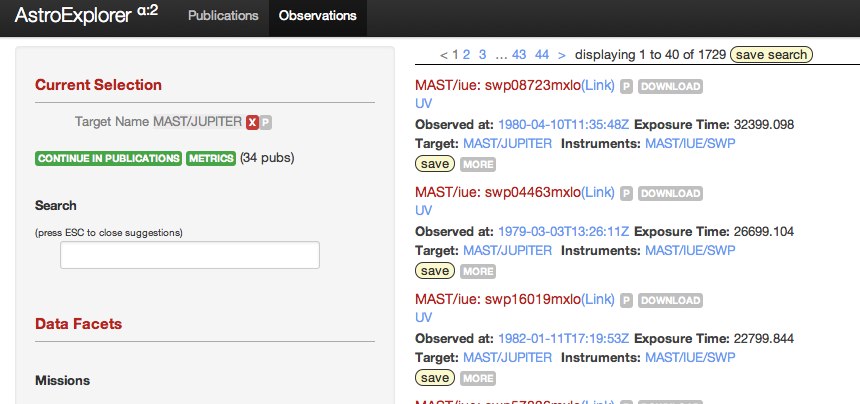 AstroExplorer α:2
Publications
Observations
Current Selection
Target Name MAST/JUPITER X P
CONTINUE IN PUBLICATIONS METRICS (34 pubs)
Search
(press ESC to close suggestions)
Data Facets
Missions
< 1 2 3 ... 43 44 > displaying 1 to 40 of 1729 save search
MAST/iue: swp08723mxlo(Link) P DOWNLOAD
UV
Observed at: 1980-04-10T11:35:48Z Exposure Time: 32399.098
Target: MAST/JUPITER Instruments: MAST/IUE/SWP
save MORE
MAST/iue: swp04463mxlo(Link) P DOWNLOAD
UV
Observed at: 1979-03-03T13:26:11Z Exposure Time: 26699.104
Target: MAST/JUPITER Instruments: MAST/IUE/SWP
save MORE
MAST/iue: swp16019mxlo(Link) P DOWNLOAD
UV
Observed at: 1982-01-11T17:19:53Z Exposure Time: 22799.844
Target: MAST/JUPITER Instruments: MAST/IUE/SWP
save MORE